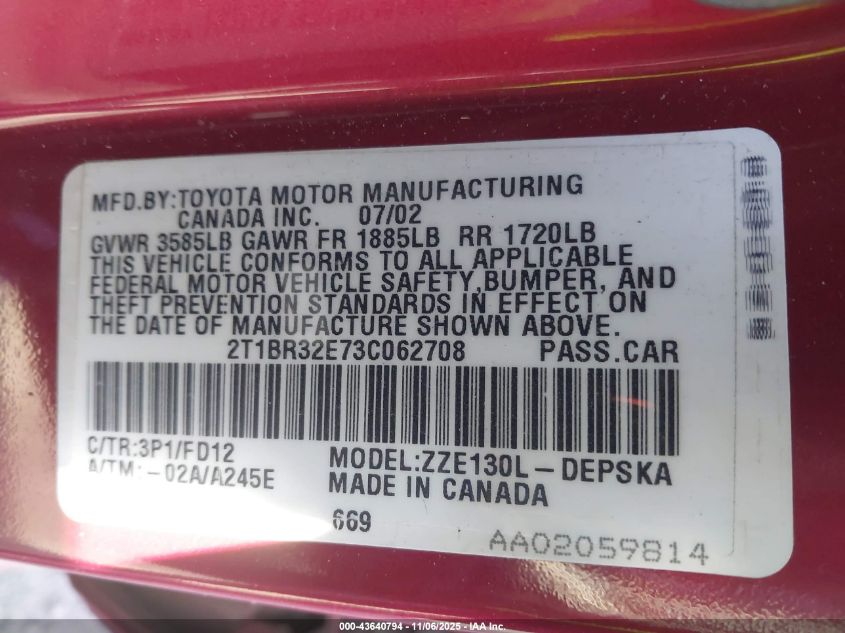 MFD.BY:TOYOTA MOTOR MANUFACTURING
CANADA INC. 07/02
GVWR 3585LB GAWR FR 1885LB RR 1720LB
THIS VEHICLE CONFORMS TO ALL APPLICABLE
FEDERAL MOTOR VEHICLE SAFETY,BUMPER, AND
THEFT PREVENTION STANDARDS IN EFFECT ON
THE DATE OF MANUFACTURE SHOWN ABOVE.
2T1BR32E73C062708 PASS.CAR
C/TR:3P1/FD12
A/TM:-02A/A245E
MODEL:ZZE130L-DEPSKA
MADE IN CANADA
669
AA02059814
000-43640794 - 11/06/2025 - IAA Inc.